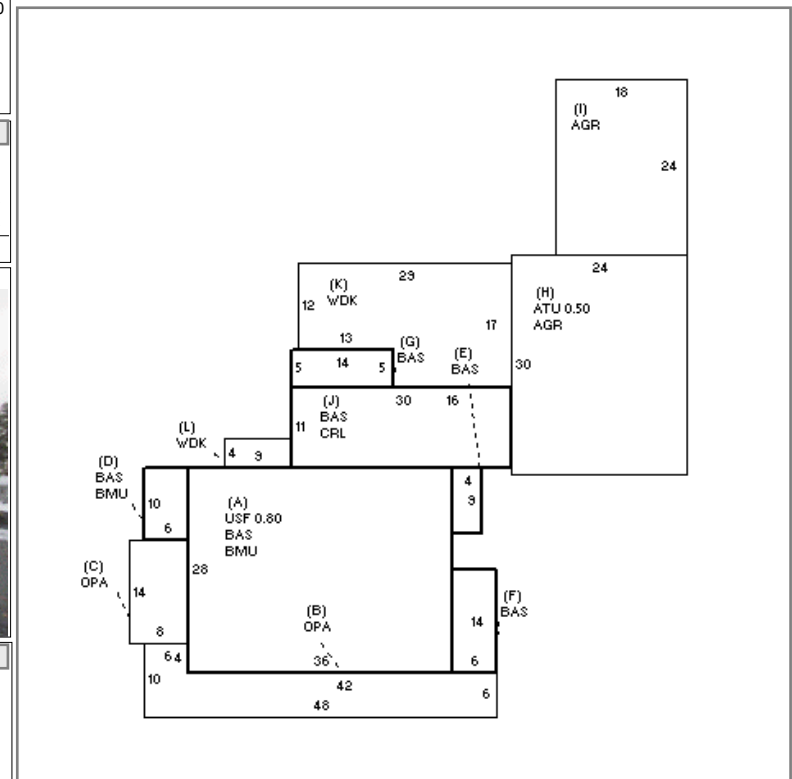 18
(I)
AGR
24
29
24
(K)
WDK
12
(H)
ATU 0.50
AGR
17
13
(G)
BAS
(E)
BAS
5
14
5
30
(J)
BAS
CRL
30
16
11
(L)
WDK
4
9
(D)
BAS
BMU
4
9
10
(A)
USF 0.80
BAS
BMU
6
28
(C)
OPA
14
(F)
BAS
(B)
OPA
14
8
6
4
36
6
10
42
6
48